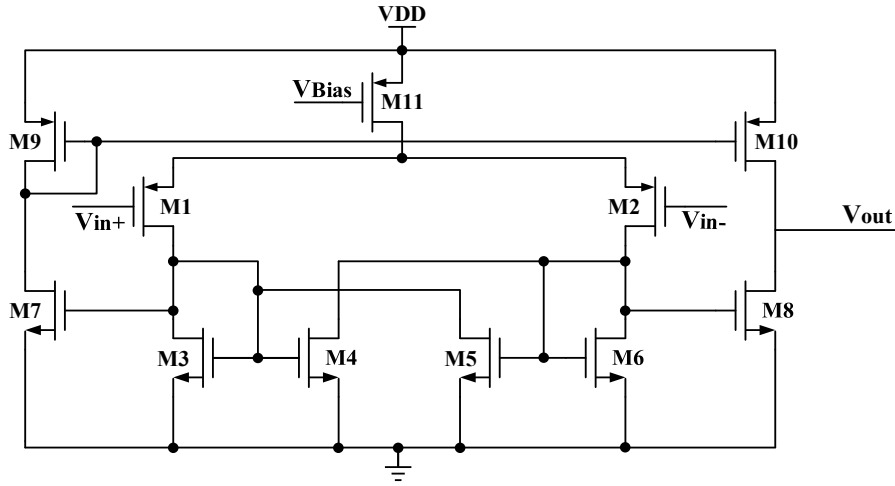 VDD
VBias
M11
M9
M10
M1
M2
Vin+
Vin-
Vout
M7
M8
M3
M4
M5
M6